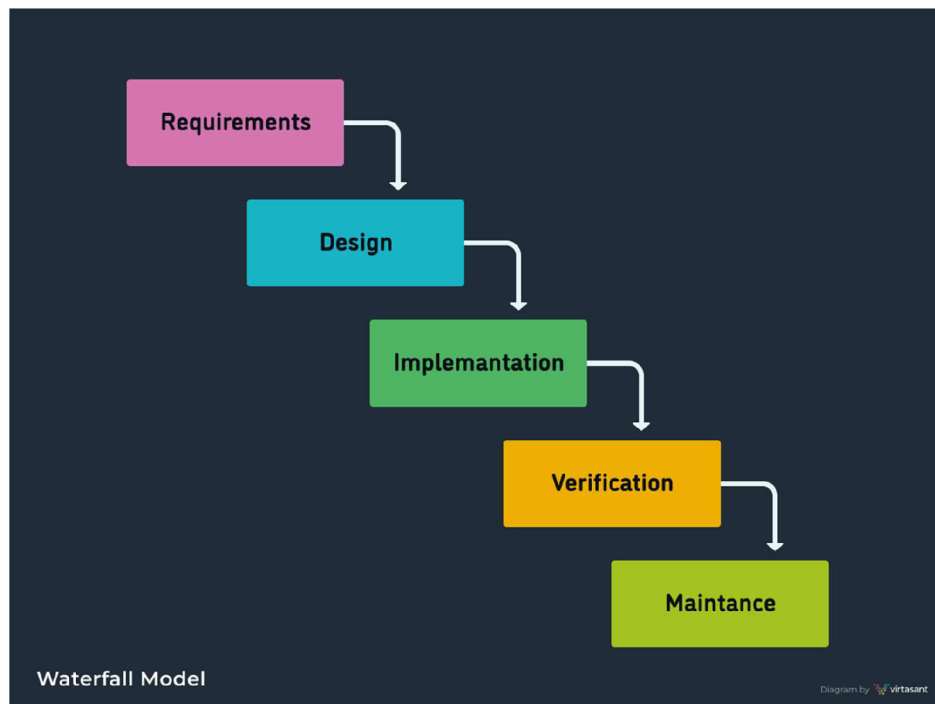 Requirements
Design
Implemantation
Verification
Maintance
Waterfall Model
Diagram by virtasant